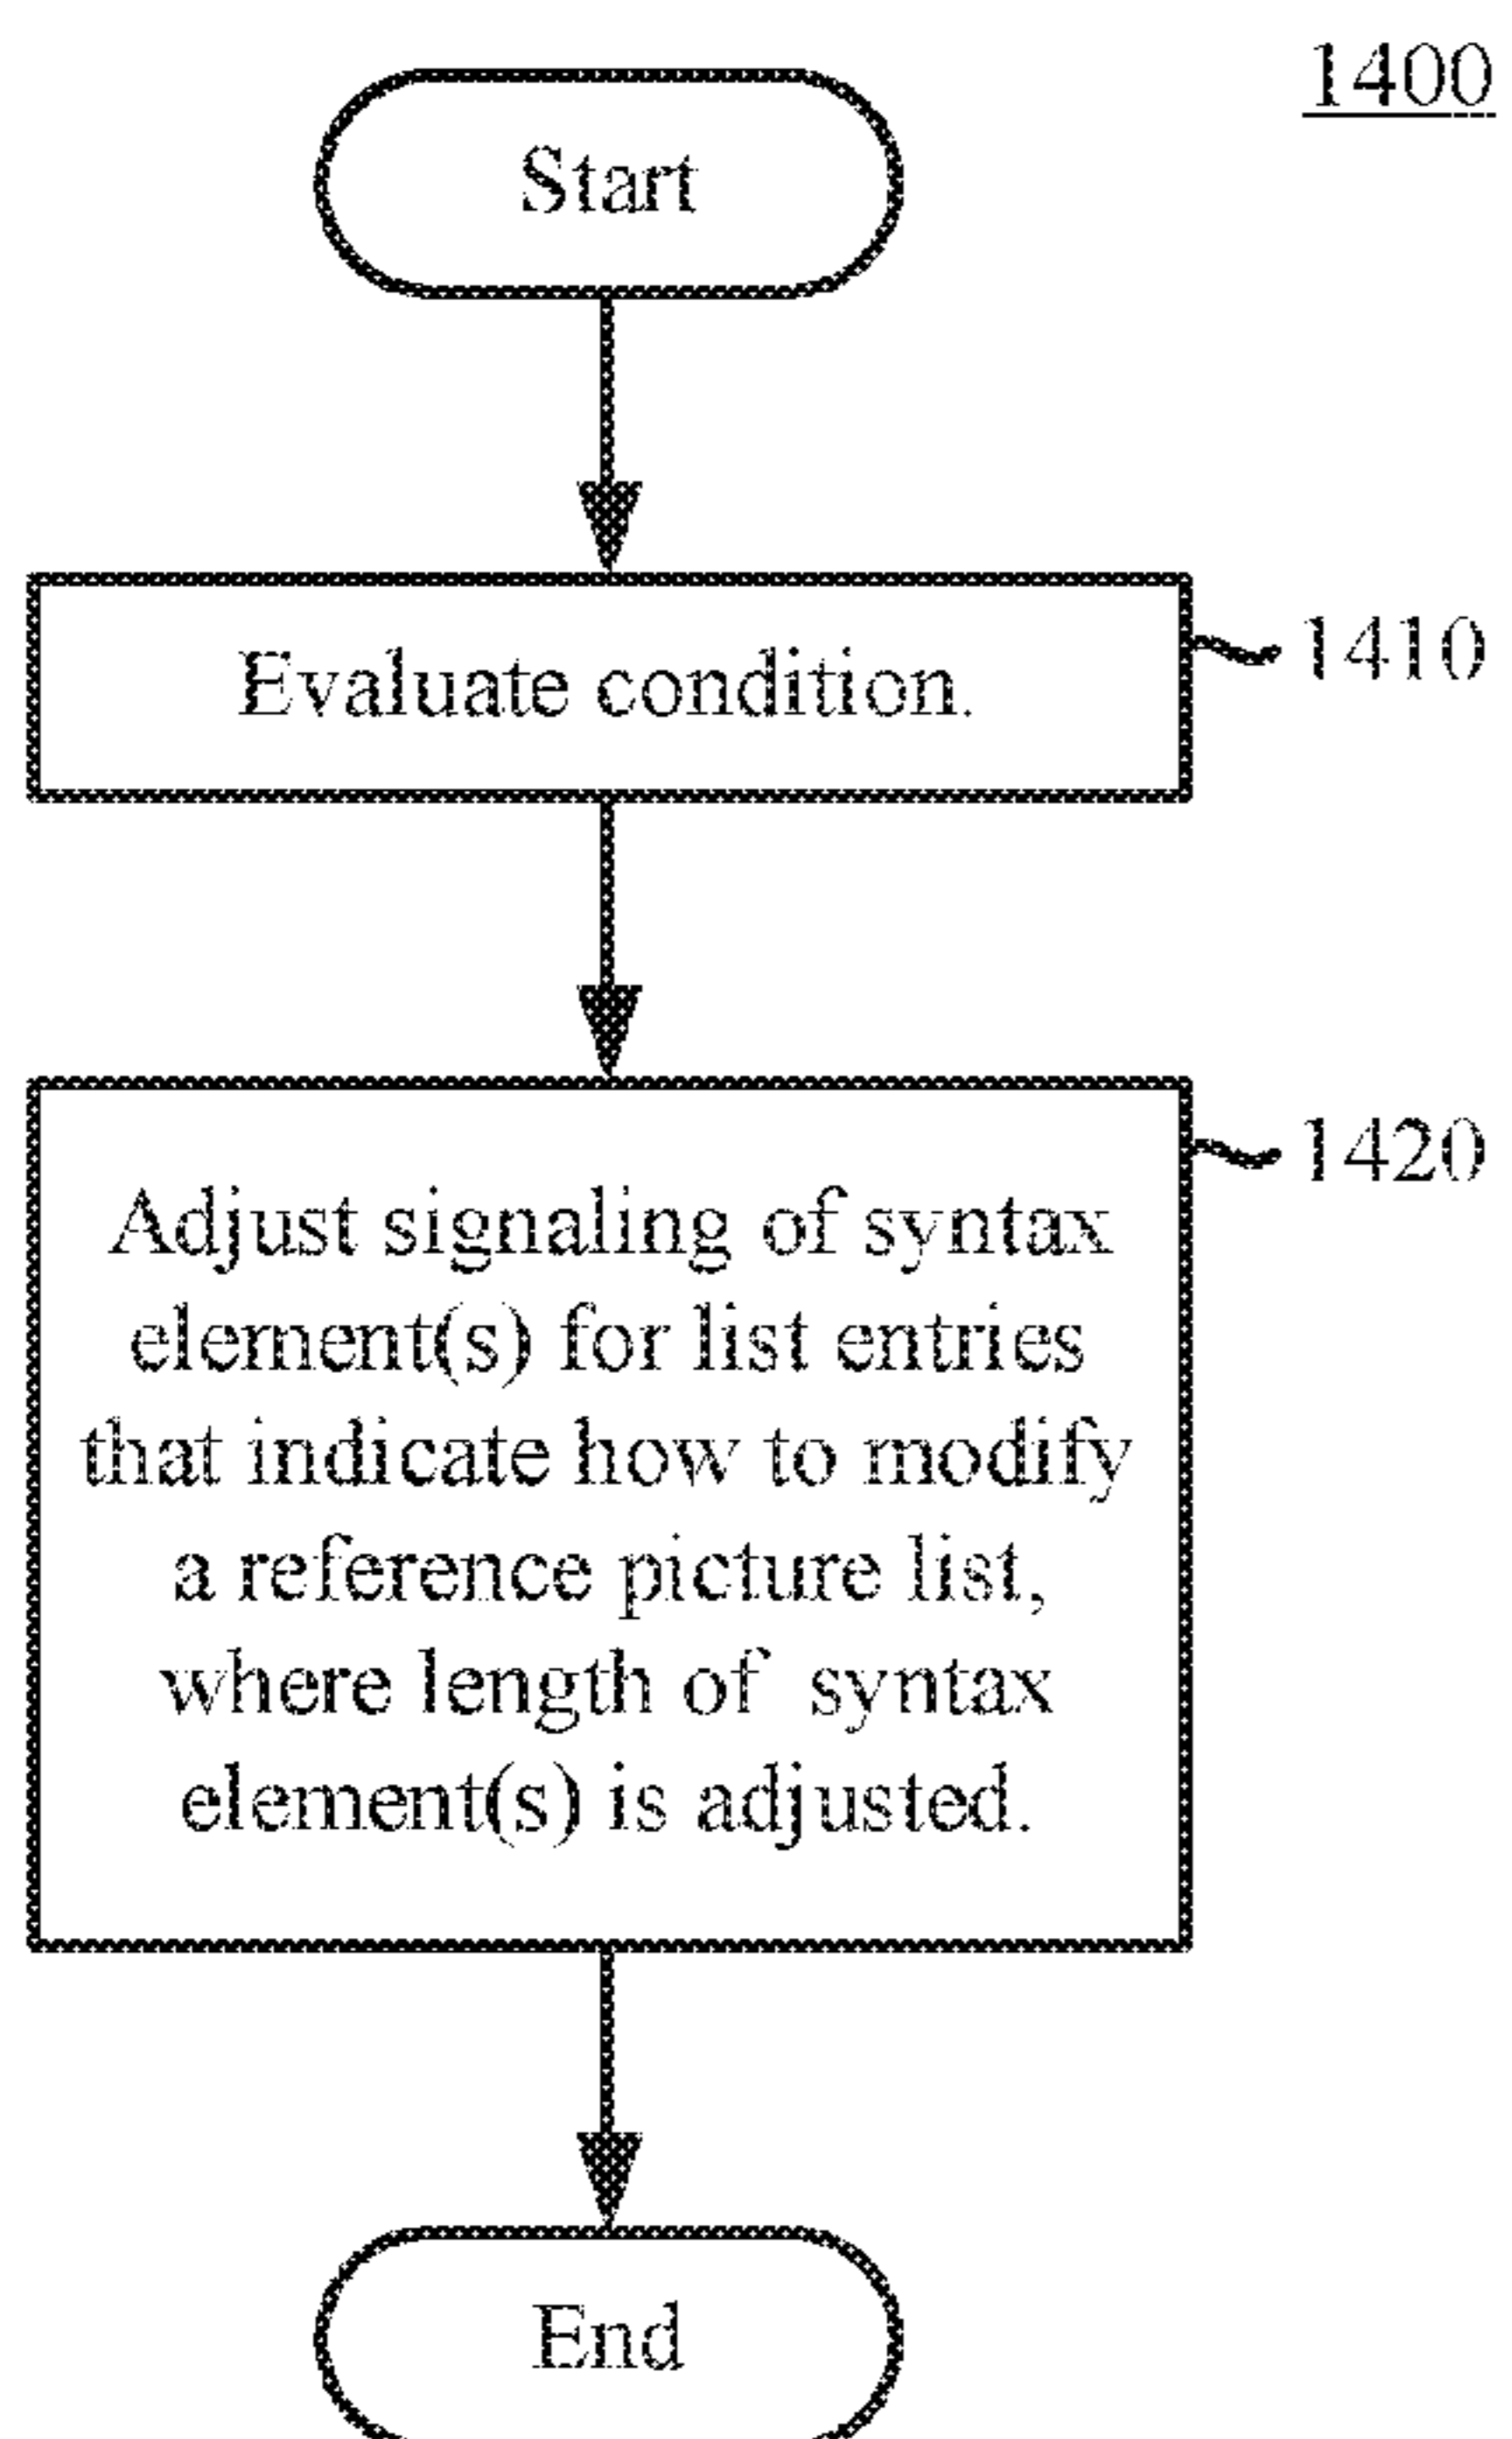 1400
Start
Evaluate condition.
1410
1420
Adjust signaling of syntax
element(s) for list entries
that indicate how to modify
a reference picture list,
where length of syntax
element(s) is adjusted.
End